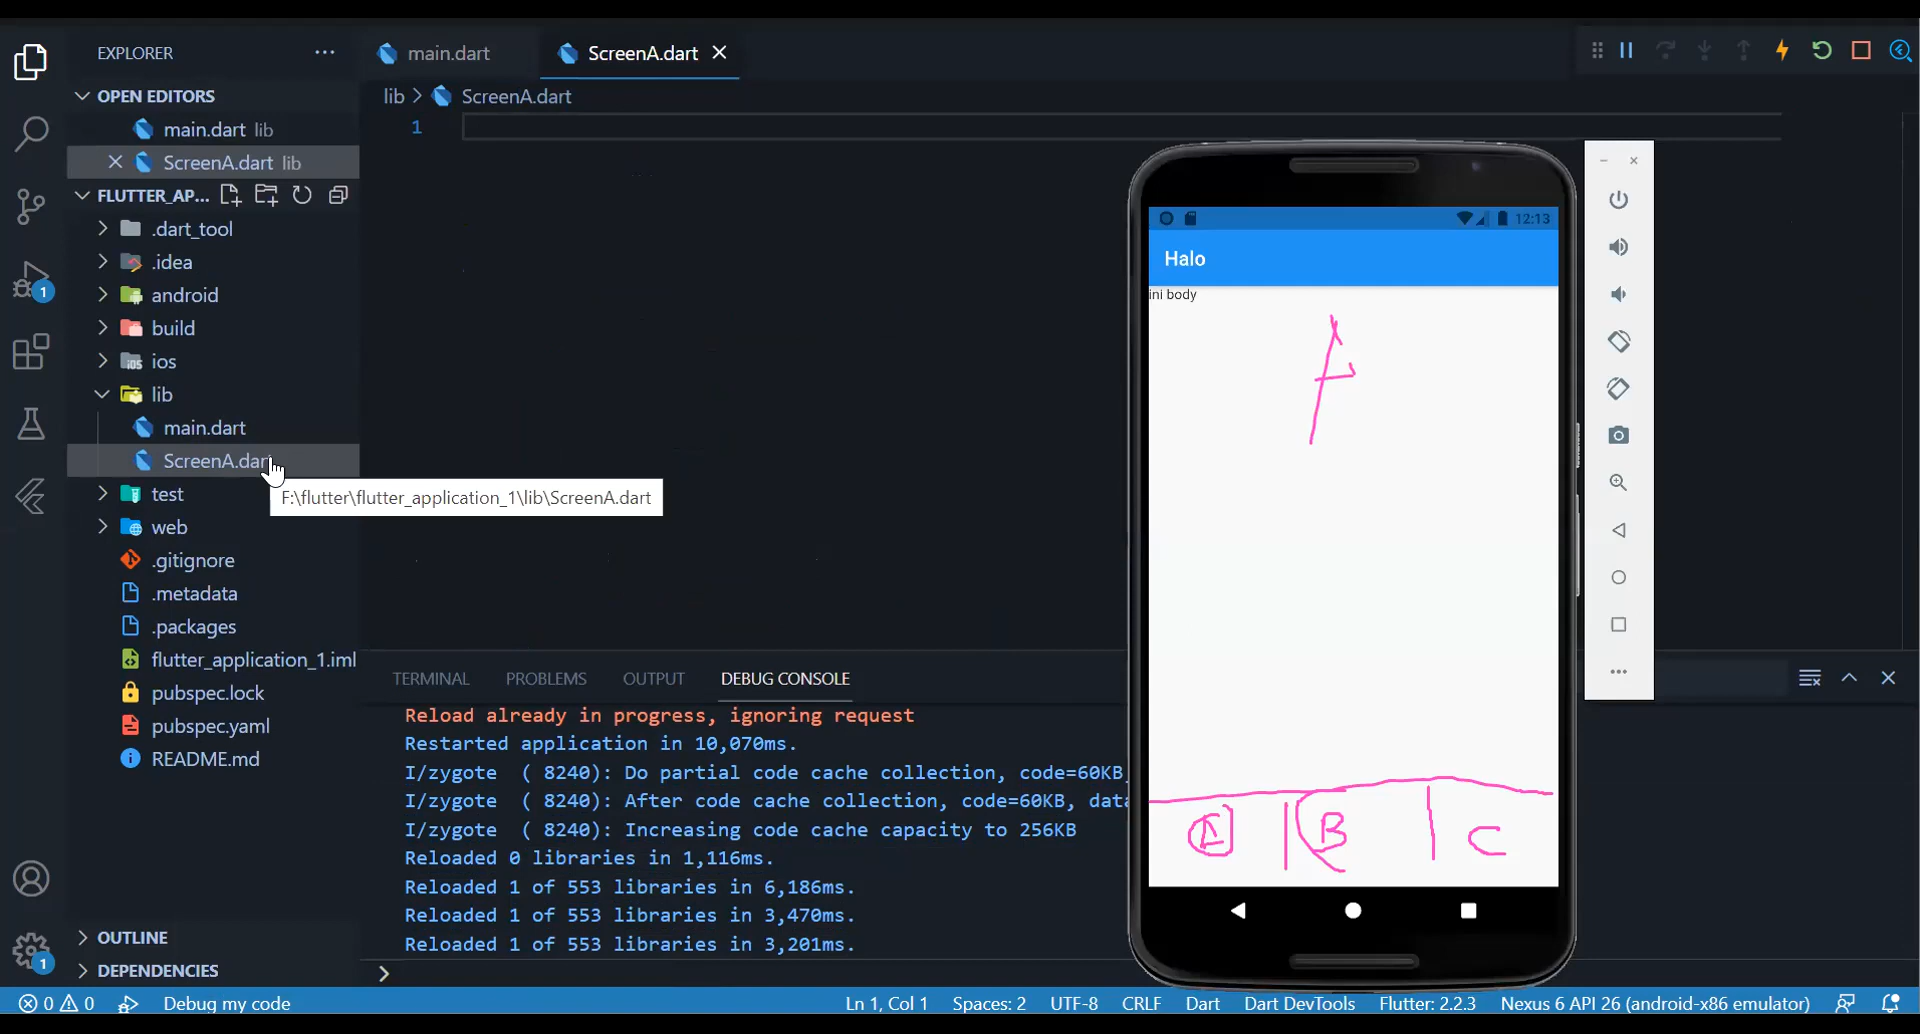 EXPLORER
OPEN EDITORS
main.dart lib
ScreenA.dart lib
FLUTTER_AP...
.dart_tool
.idea
android
build
ios
lib
main.dart
ScreenA.dart
F:\flutter\flutter_application_1\lib\ScreenA.dart
test
web
.gitignore
.metadata
.packages
flutter_application_1.iml
pubspec.lock
pubspec.yaml
README.md
OUTLINE
DEPENDENCIES
main.dart
ScreenA.dart
lib > ScreenA.dart
1
12:13
Halo
ini body
A
B
C
TERMINAL PROBLEMS OUTPUT DEBUG CONSOLE
Reload already in progress, ignoring request
Restarted application in 10,070ms.
I/zygote ( 8240): Do partial code cache collection, code=60KB,
I/zygote ( 8240): After code cache collection, code=60KB, data
I/zygote ( 8240): Increasing code cache capacity to 256KB
Reloaded 0 libraries in 1,116ms.
Reloaded 1 of 553 libraries in 6,186ms.
Reloaded 1 of 553 libraries in 3,470ms.
Reloaded 1 of 553 libraries in 3,201ms.
1
1
0 0 Debug my code Ln 1, Col 1 Spaces: 2 UTF-8 CRLF Dart Dart DevTools Flutter: 2.2.3 Nexus 6 API 26 (android-x86 emulator)